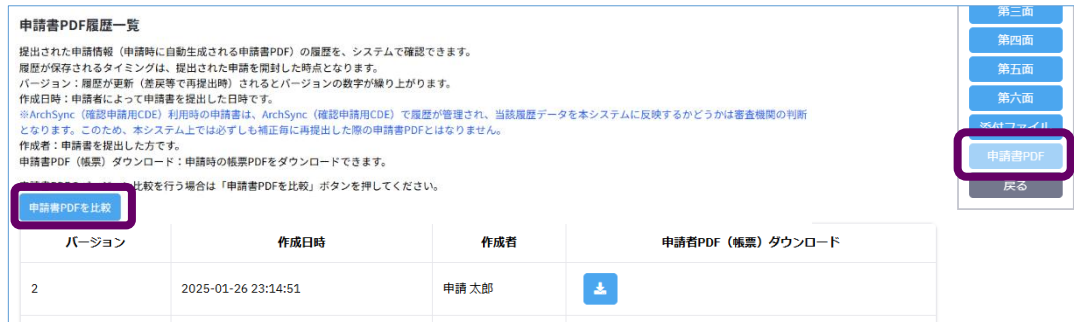 申請書PDF履歴一覧
提出された申請情報（申請時に自動生成される申請書PDF）の履歴を、システムで確認できます。
履歴が保存されるタイミングは、提出された申請を開封した時点となります。
バージョン：履歴が更新（差戻等で再提出時）されるとバージョンの数字が繰り上がります。
作成日時：申請者によって申請書を提出した日時です。
※ArchSync（確認申請用CDE）利用時の申請書は、ArchSync（確認申請用CDE）で履歴が管理され、当該履歴データを本システムに反映するかどうかは審査機関の判断
となります。このため、本システム上では必ずしも補正毎に再提出した際の申請書PDFとはなりません。
作成者：申請書を提出した方です。
申請書PDF（帳票）ダウンロード：申請時の帳票PDFをダウンロードできます。
申請書PDFのバージョン比較を行う場合は「申請書PDFを比較」ボタンを押してください。
申請書PDFを比較
バージョン 作成日時 作成者 申請者PDF（帳票）ダウンロード
2 2025-01-26 23:14:51 申請 太郎
第三面
第四面
第五面
第六面
添付ファイル
申請書PDF
戻る